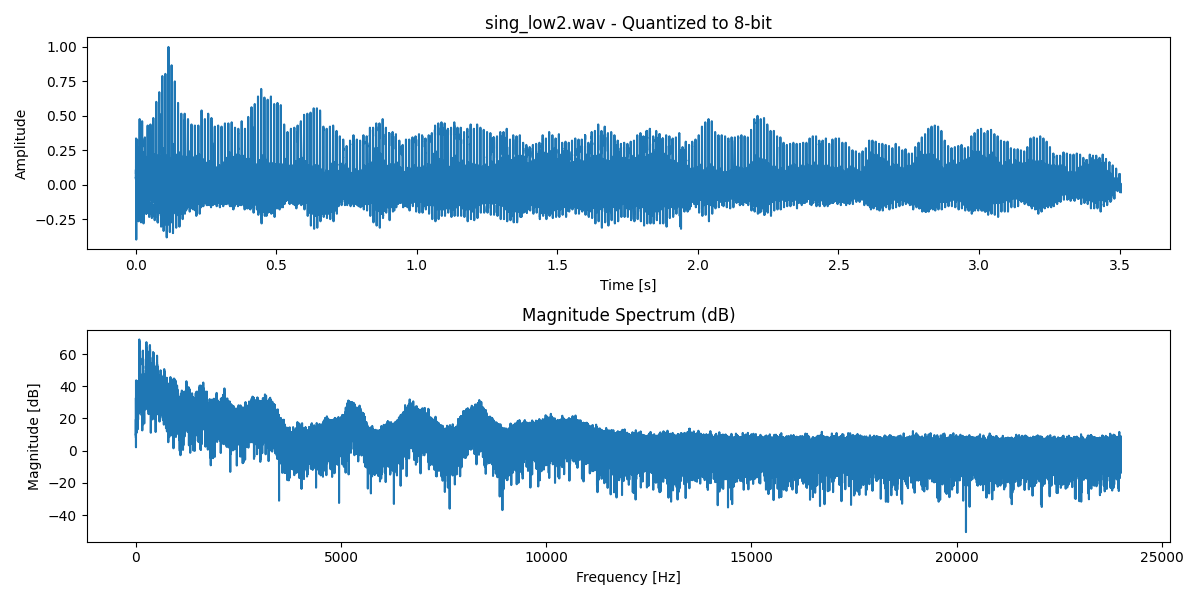 sing_low2.wav - Quantized to 8-bit
Amplitude
1.00
0.75
0.50
0.25
0.00
−0.25
0.0 0.5 1.0 1.5 2.0 2.5 3.0 3.5
Time [s]
Magnitude Spectrum (dB)
Magnitude [dB]
60
40
20
0
−20
−40
0 5000 10000 15000 20000 25000
Frequency [Hz]